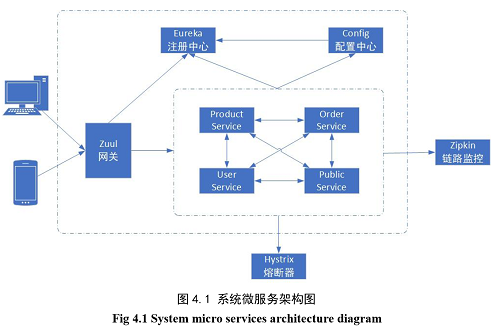 Eureka
注册中心
Config
配置中心
Zuul
网关
Product
Service
Order
Service
User
Service
Public
Service
Zipkin
链路监控
Hystrix
熔断器
图 4.1 系统微服务架构图
Fig 4.1 System micro services architecture diagram